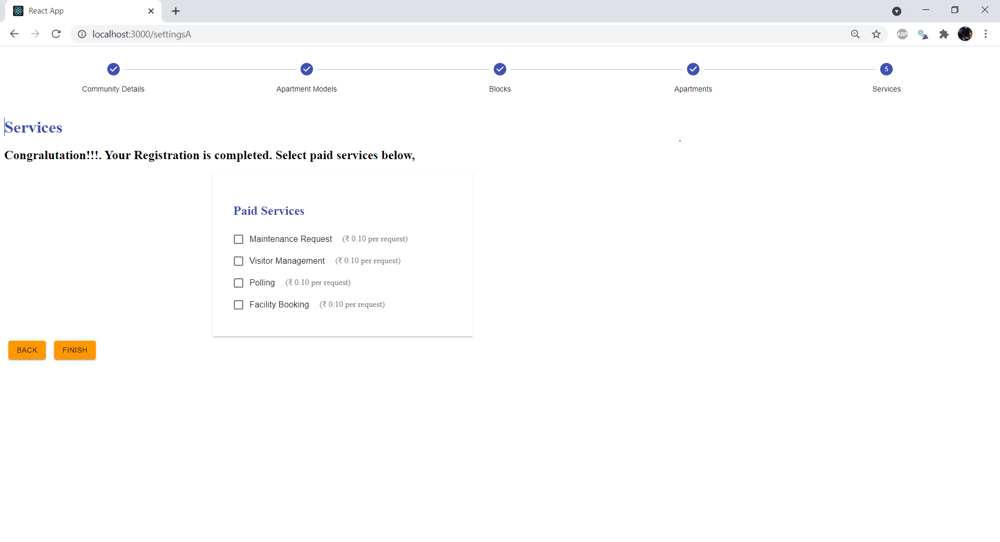 React App
localhost:3000/settingsA
ABP
5
Community Details
Apartment Models
Blocks
Apartments
Services
Services
Congralutation!!!. Your Registration is completed. Select paid services below,
Paid Services
Maintenance Request (₹ 0.10 per request)
Visitor Management (₹ 0.10 per request)
Polling (₹ 0.10 per request)
Facility Booking (₹ 0.10 per request)
BACK FINISH